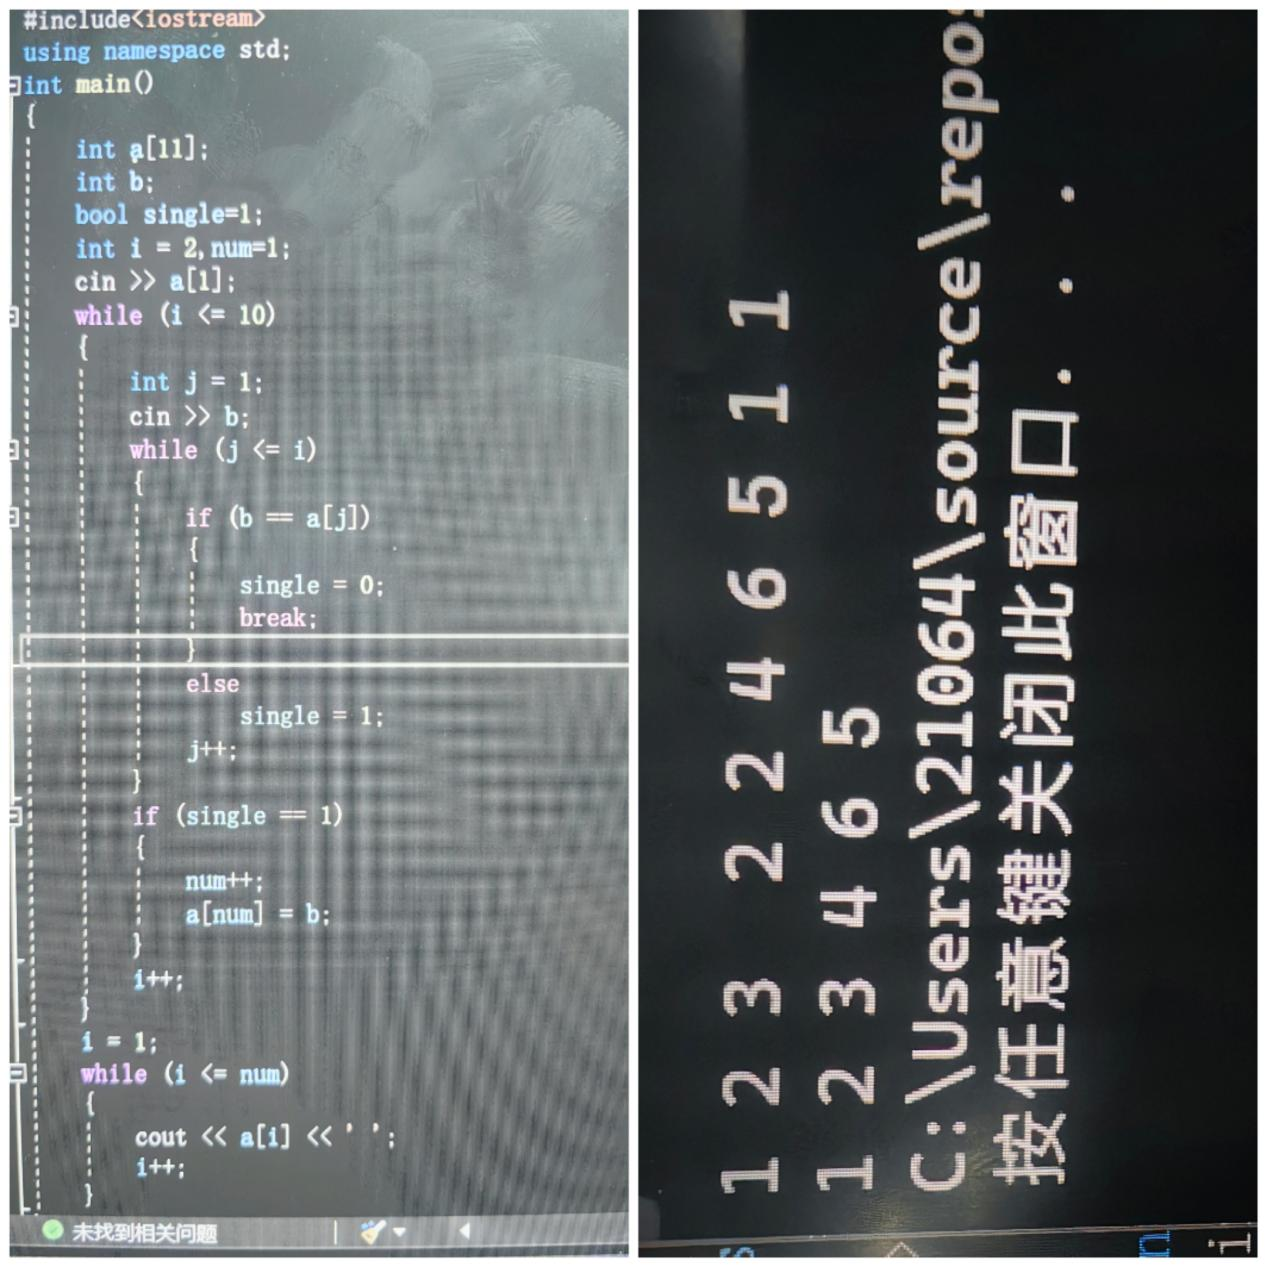 #include<iostream>
using namespace std;
int main()
{
int a[11];
int b;
bool single=1;
int i = 2,num=1;
cin >> a[1];
while (i <= 10)
{
int j = 1;
cin >> b;
while (j <= i)
{
if (b == a[j])
{
single = 0;
break;
}
else
single = 1;
j++;
}
if (single == 1)
{
num++;
a[num] = b;
}
i++;
}
i = 1;
while (i <= num)
{
cout << a[i] << ' ';
i++;
}
未找到相关问题
1 2 3 2 2 4 6 5 1 1
1 2 3 4 6 5
C:\Users\21064\source\repo
按任意键关闭此窗口. . .